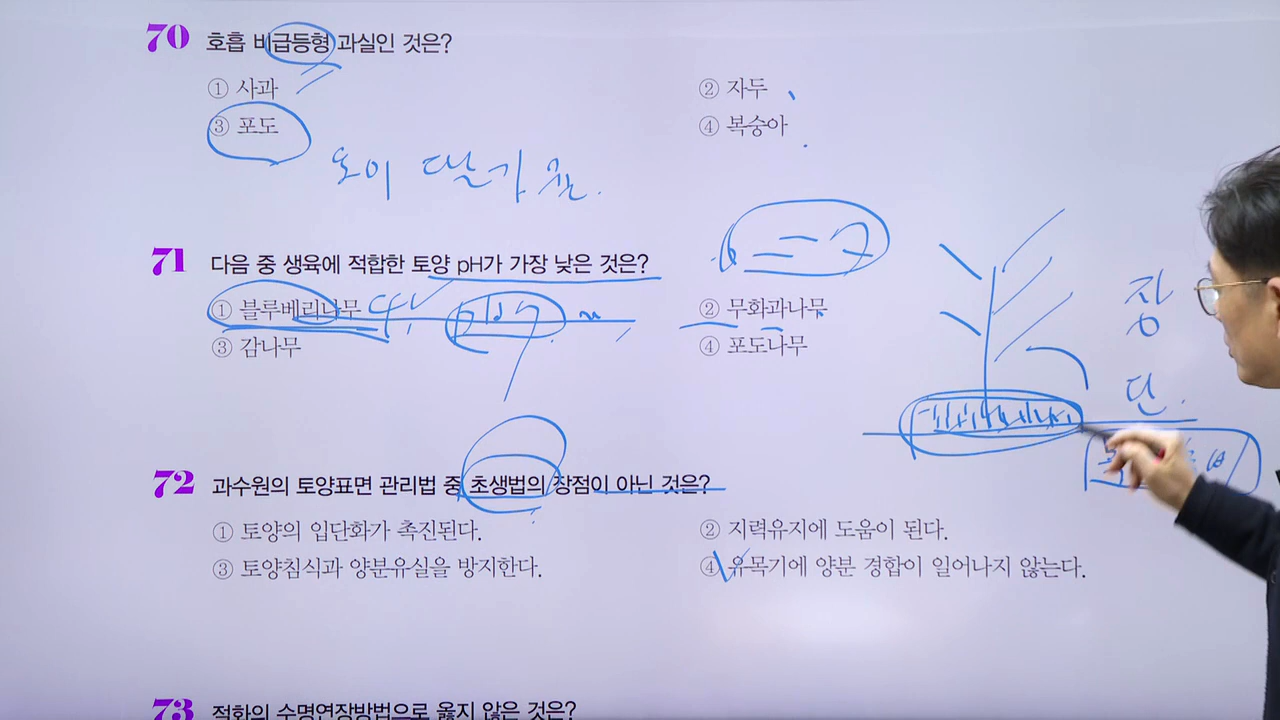 70 호흡 비급등형 과실인 것은?
① 사과
② 자두
③ 포도
④ 복숭아
71 다음 중 생육에 적합한 토양 pH가 가장 낮은 것은?
① 블루베리나무
② 무화과나무
③ 감나무
④ 포도나무
장
단.
72 과수원의 토양표면 관리법 중 초생법의 장점이 아닌 것은?
① 토양의 입단화가 촉진된다.
② 지력유지에 도움이 된다.
③ 토양침식과 양분유실을 방지한다.
④ 유목기에 양분 경합이 일어나지 않는다.
73 적화의 수명연장방법으로 옳지 않은 것은?